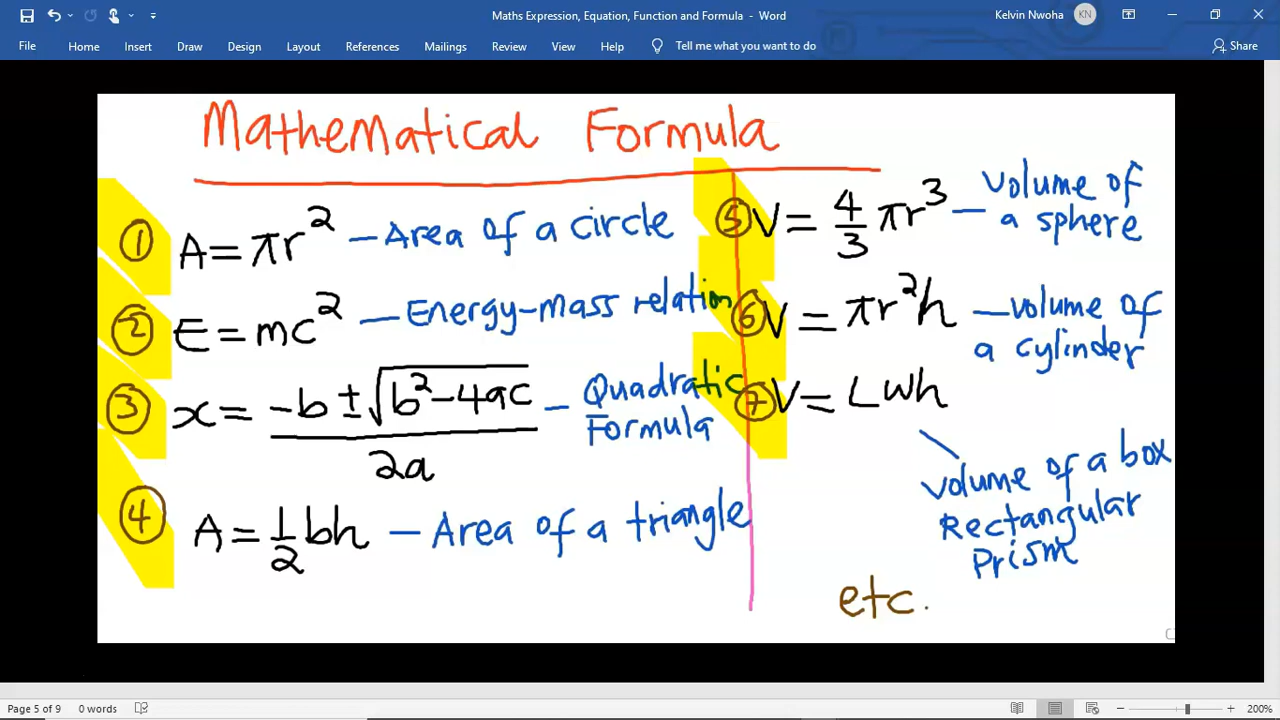 Maths Expression, Equation, Function and Formula - Word
Kelvin Nwoha KN
File Home Insert Draw Design Layout References Mailings Review View Help Tell me what you want to do Share
Mathematical Formula
① A = πr² – Area of a circle
② E = mc² – Energy-mass relation
③ x = (-b ± √(b² - 4ac)) / 2a – Quadratic
Formula
④ A = 1/2 bh – Area of a triangle
⑤ V = 4/3 πr³ – volume of
a sphere
⑥ V = πr²h – volume of
a cylinder
⑦ V = LWh
volume of a box
Rectangular
Prism
etc.
Page 5 of 9 0 words 200%